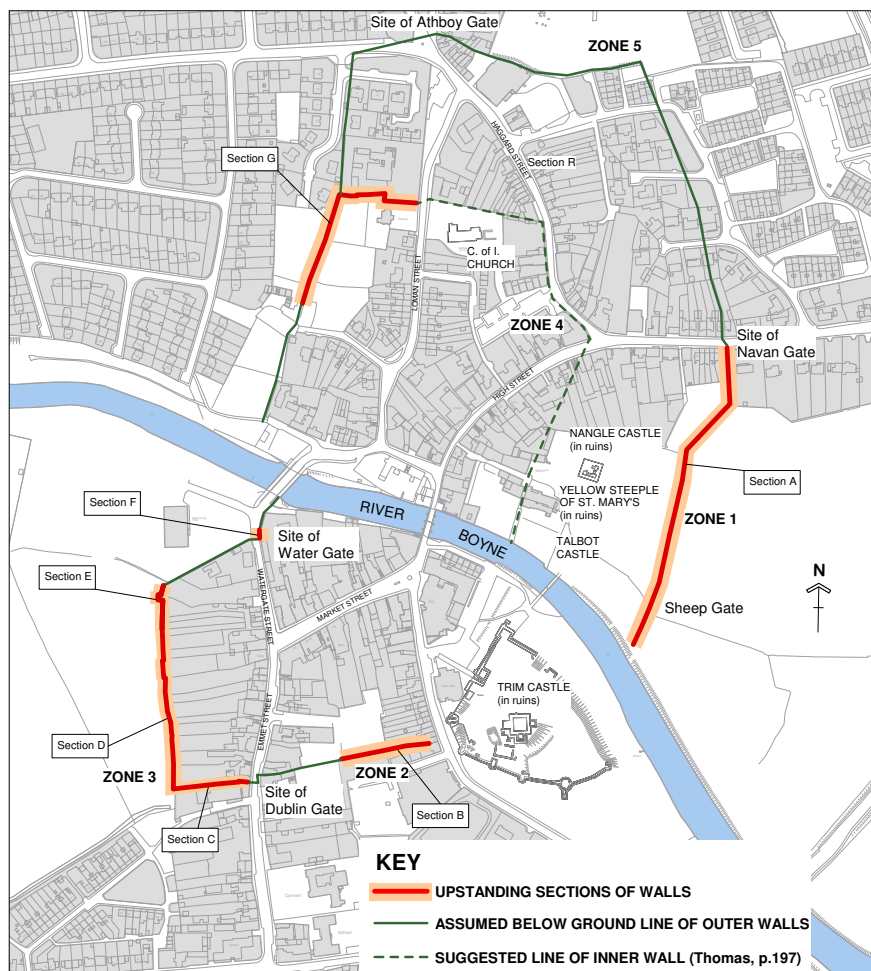 Site of Athboy Gate
ZONE 5
Section G
HAGGARD STREET
Section R
C. of I.
CHURCH
LOMAN STREET
ZONE 4
Site of
Navan Gate
HIGH STREET
NANGLE CASTLE
(in ruins)
Section A
YELLOW STEEPLE
OF ST. MARY'S
(in ruins)
Section F
RIVER
BOYNE
ZONE 1
Site of
Water Gate
TALBOT
CASTLE
N
Section E
WATERGATE STREET
MARKET STREET
Sheep Gate
TRIM CASTLE
(in ruins)
EMMET STREET
Section D
ZONE 3
ZONE 2
Site of
Dublin Gate
Section B
Section C
KEY
UPSTANDING SECTIONS OF WALLS
ASSUMED BELOW GROUND LINE OF OUTER WALLS
SUGGESTED LINE OF INNER WALL (Thomas, p.197)